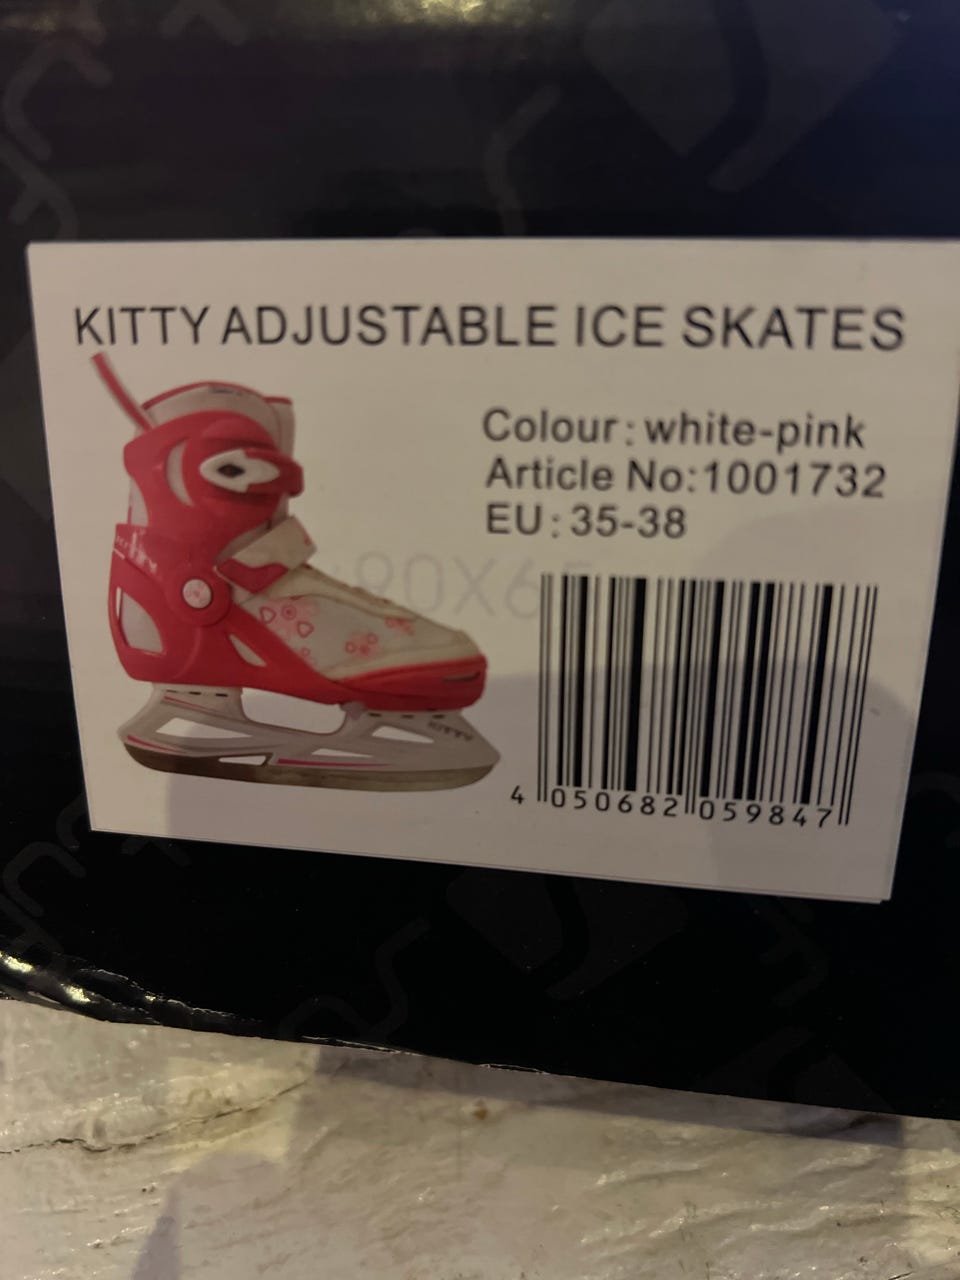 KITTY ADJUSTABLE ICE SKATES
Colour: white-pink
Article No:1001732
EU: 35-38
4 050682 059847